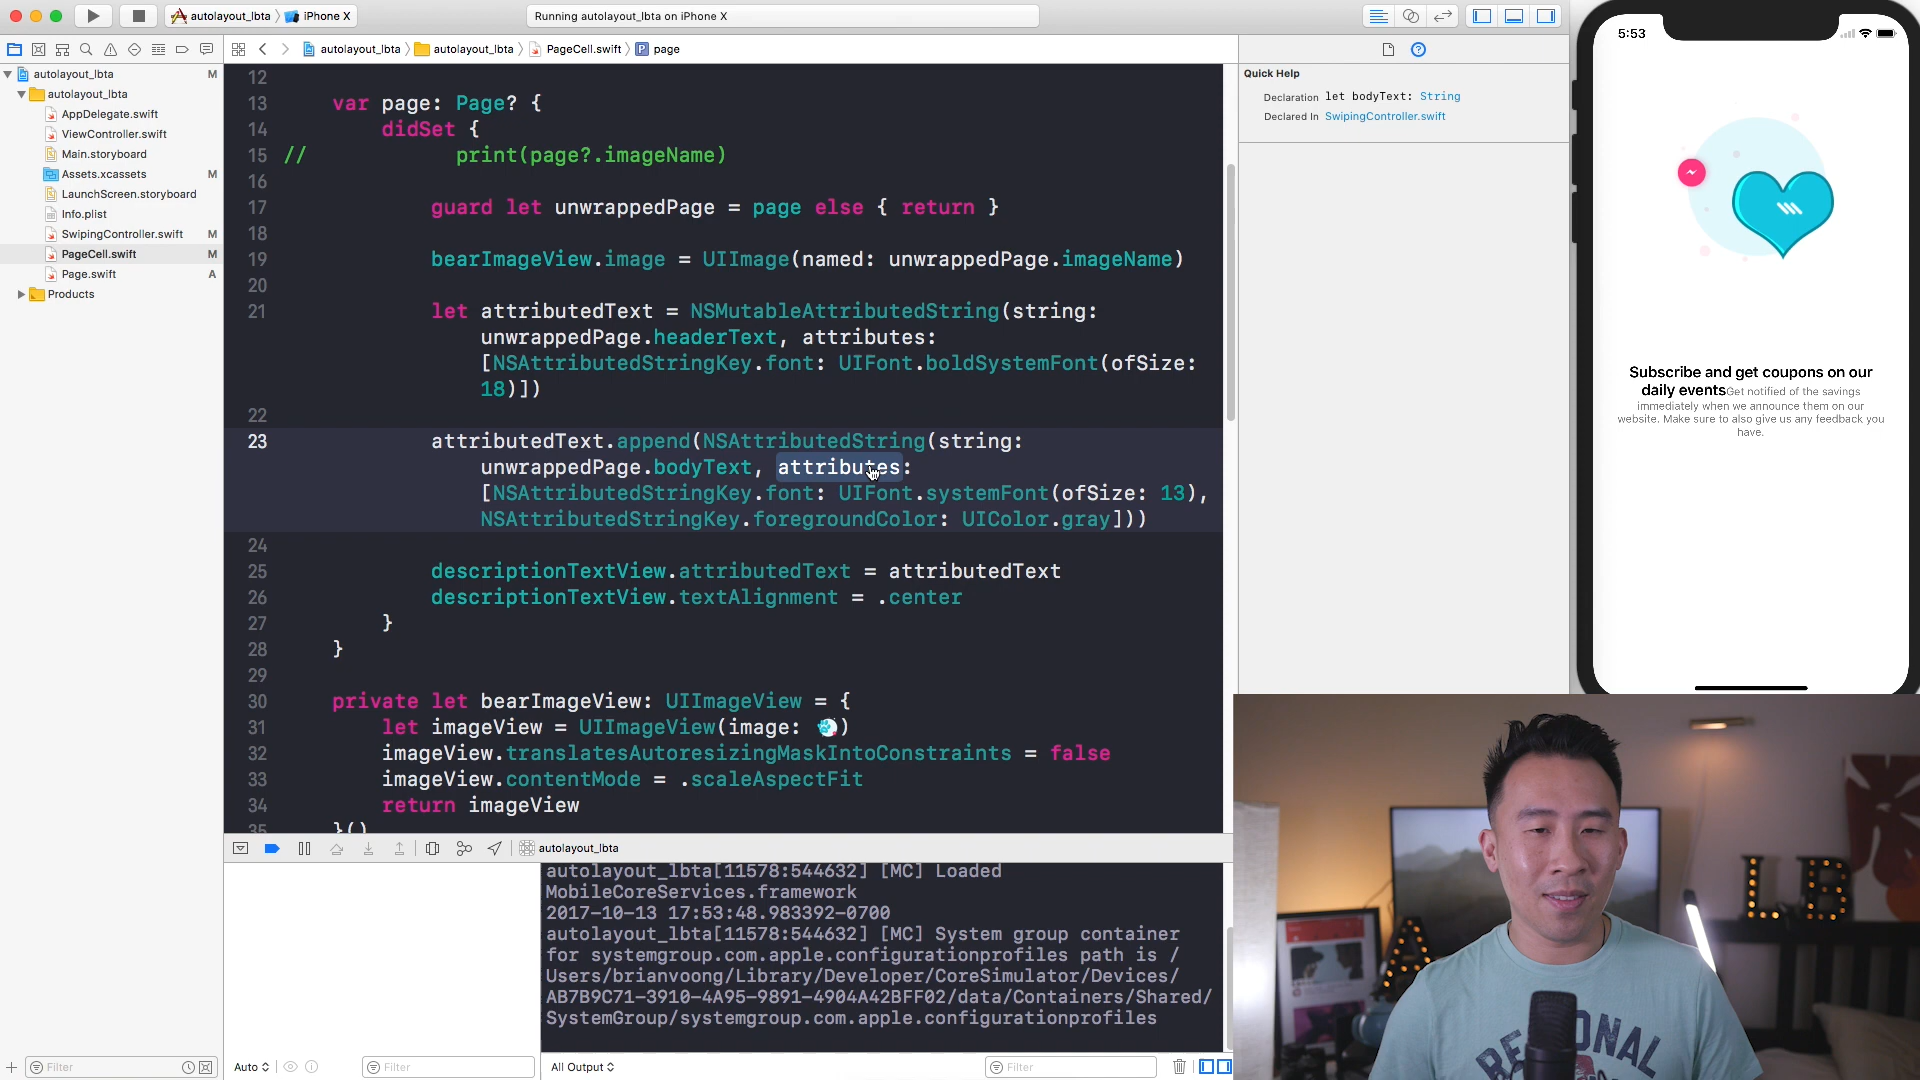 autolayout_lbta
iPhone X
Running autolayout_lbta on iPhone X
autolayout_lbta
autolayout_lbta
PageCell.swift
P
page
autolayout_lbta
M
autolayout_lbta
AppDelegate.swift
ViewController.swift
Main.storyboard
Assets.xcassets
M
LaunchScreen.storyboard
Info.plist
SwipingController.swift
M
PageCell.swift
M
Page.swift
A
Products
12
13 var page: Page? {
14 didSet {
15 // print(page?.imageName)
16
17 guard let unwrappedPage = page else { return }
18
19 bearImageView.image = UIImage(named: unwrappedPage.imageName)
20
21 let attributedText = NSMutableAttributedString(string:
unwrappedPage.headerText, attributes:
[NSAttributedStringKey.font: UIFont.boldSystemFont(ofSize:
18)])
22
23 attributedText.append(NSAttributedString(string:
unwrappedPage.bodyText, attributes:
[NSAttributedStringKey.font: UIFont.systemFont(ofSize: 13),
NSAttributedStringKey.foregroundColor: UIColor.gray]))
24
25 descriptionTextView.attributedText = attributedText
26 descriptionTextView.textAlignment = .center
27 }
28 }
29
30 private let bearImageView: UIImageView = {
31 let imageView = UIImageView(image: )
32 imageView.translatesAutoresizingMaskIntoConstraints = false
33 imageView.contentMode = .scaleAspectFit
34 return imageView
35 }()
autolayout_lbta
autolayout_lbta[11578:544632] [MC] Loaded
MobileCoreServices.framework
2017-10-13 17:53:48.983392-0700
autolayout_lbta[11578:544632] [MC] System group container
for systemgroup.com.apple.configurationprofiles path is /
Users/brianvoong/Library/Developer/CoreSimulator/Devices/
AB7B9C71-3910-4A95-9891-4904A42BFF02/data/Containers/Shared/
SystemGroup/systemgroup.com.apple.configurationprofiles
Filter
Auto
Filter
All Output
Filter
Quick Help
Declaration let bodyText: String
Declared In SwipingController.swift
5:53
Subscribe and get coupons on our
daily eventsGet notified of the savings
immediately when we announce them on our
website. Make sure to also give us any feedback you
have.
A
L B